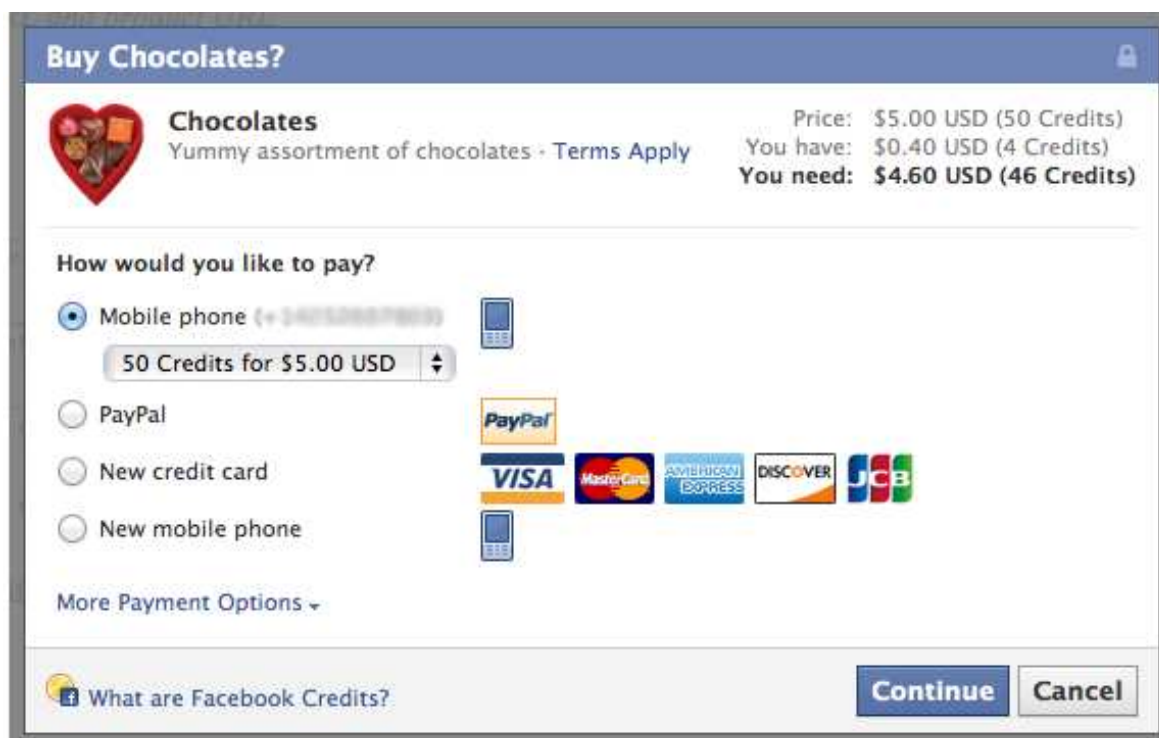 Buy Chocolates?
Chocolates
Yummy assortment of chocolates · Terms Apply
Price: $5.00 USD (50 Credits)
You have: $0.40 USD (4 Credits)
You need: $4.60 USD (46 Credits)
How would you like to pay?
Mobile phone
50 Credits for $5.00 USD
PayPal
PayPal
New credit card
VISA MasterCard AMERICAN EXPRESS DISCOVER JCB
New mobile phone
More Payment Options
What are Facebook Credits?
Continue Cancel